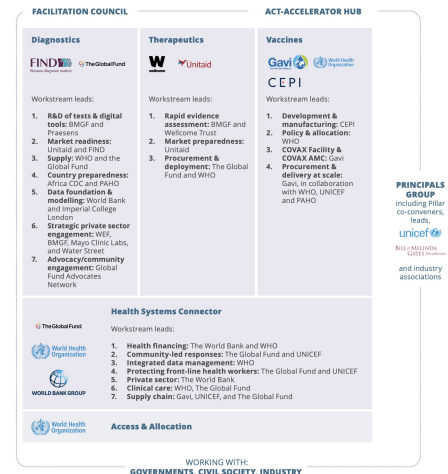 FACILITATION COUNCIL
ACT-ACCELERATOR HUB
Diagnostics
FIND
Because diagnosis matters
The Global Fund
Workstream leads:
1. R&D of tests & digital
tools: BMGF and
Praesens
2. Market readiness:
Unitaid and FIND
3. Supply: WHO and the
Global Fund
4. Country preparedness:
Africa CDC and PAHO
5. Data foundation &
modelling: World Bank
and Imperial College
London
6. Strategic private sector
engagement: WEF,
BMGF, Mayo Clinic Labs,
and Water Street
7. Advocacy/community
engagement: Global
Fund Advocates
Network
Therapeutics
W
wellcome
Unitaid
Workstream leads:
1. Rapid evidence
assessment: BMGF and
Wellcome Trust
2. Market preparedness:
Unitaid
3. Procurement &
deployment: The Global
Fund and WHO
Vaccines
Gavi
World Health
Organization
CEPI
Workstream leads:
1. Development &
manufacturing: CEPI
2. Policy & allocation:
WHO
3. COVAX Facility &
COVAX AMC: Gavi
4. Procurement &
delivery at scale:
Gavi, in collaboration
with WHO, UNICEF
and PAHO
PRINCIPALS
GROUP
including Pillar
co-conveners,
leads,
unicef
BILL & MELINDA
GATES foundation
and industry
associations
Health Systems Connector
The Global Fund
World Health
Organization
WORLD BANK GROUP
Workstream leads:
1. Health financing: The World Bank and WHO
2. Community-led responses: The Global Fund and UNICEF
3. Integrated data management: WHO
4. Protecting front-line health workers: The Global Fund and UNICEF
5. Private sector: The World Bank
6. Clinical care: WHO, The Global Fund
7. Supply chain: Gavi, UNICEF, and The Global Fund
World Health
Organization
Access & Allocation
WORKING WITH:
GOVERNMENTS, CIVIL SOCIETY, INDUSTRY